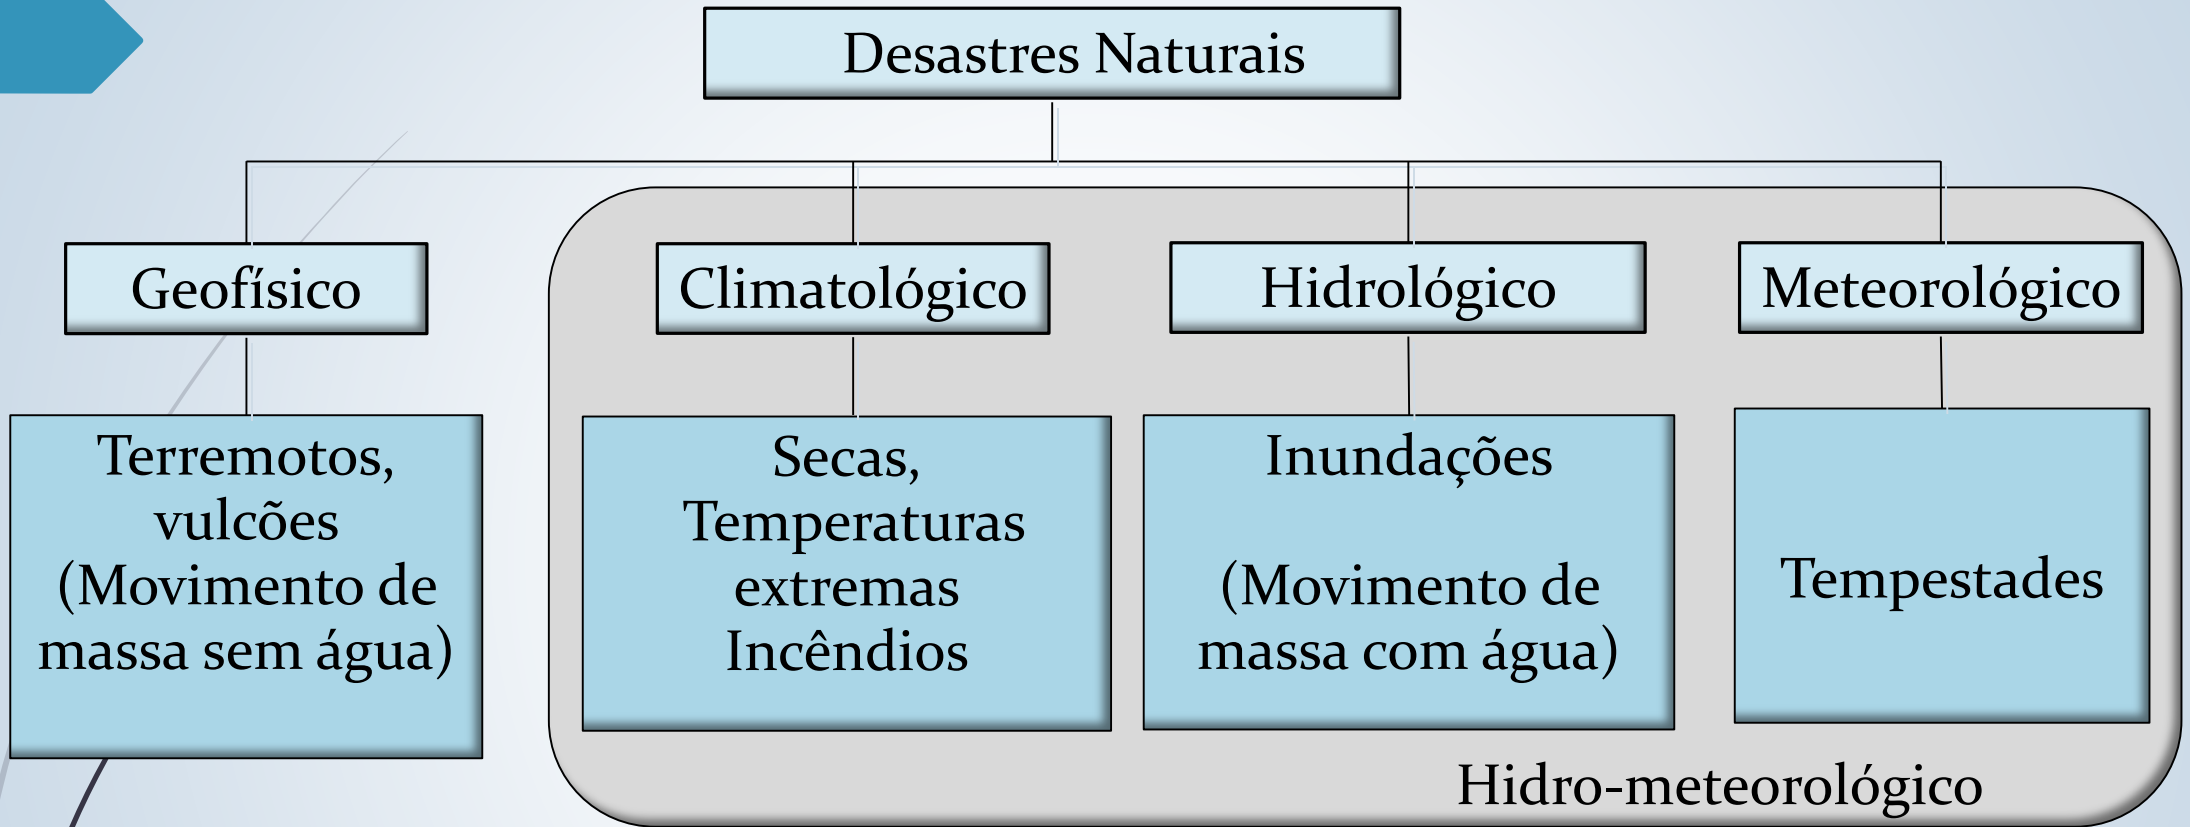 Desastres Naturais
Geofísico
Climatológico
Hidrológico
Meteorológico
Terremotos,
vulcões
(Movimento de
massa sem água)
Secas,
Temperaturas
extremas
Incêndios
Inundações
(Movimento de
massa com água)
Tempestades
Hidro-meteorológico